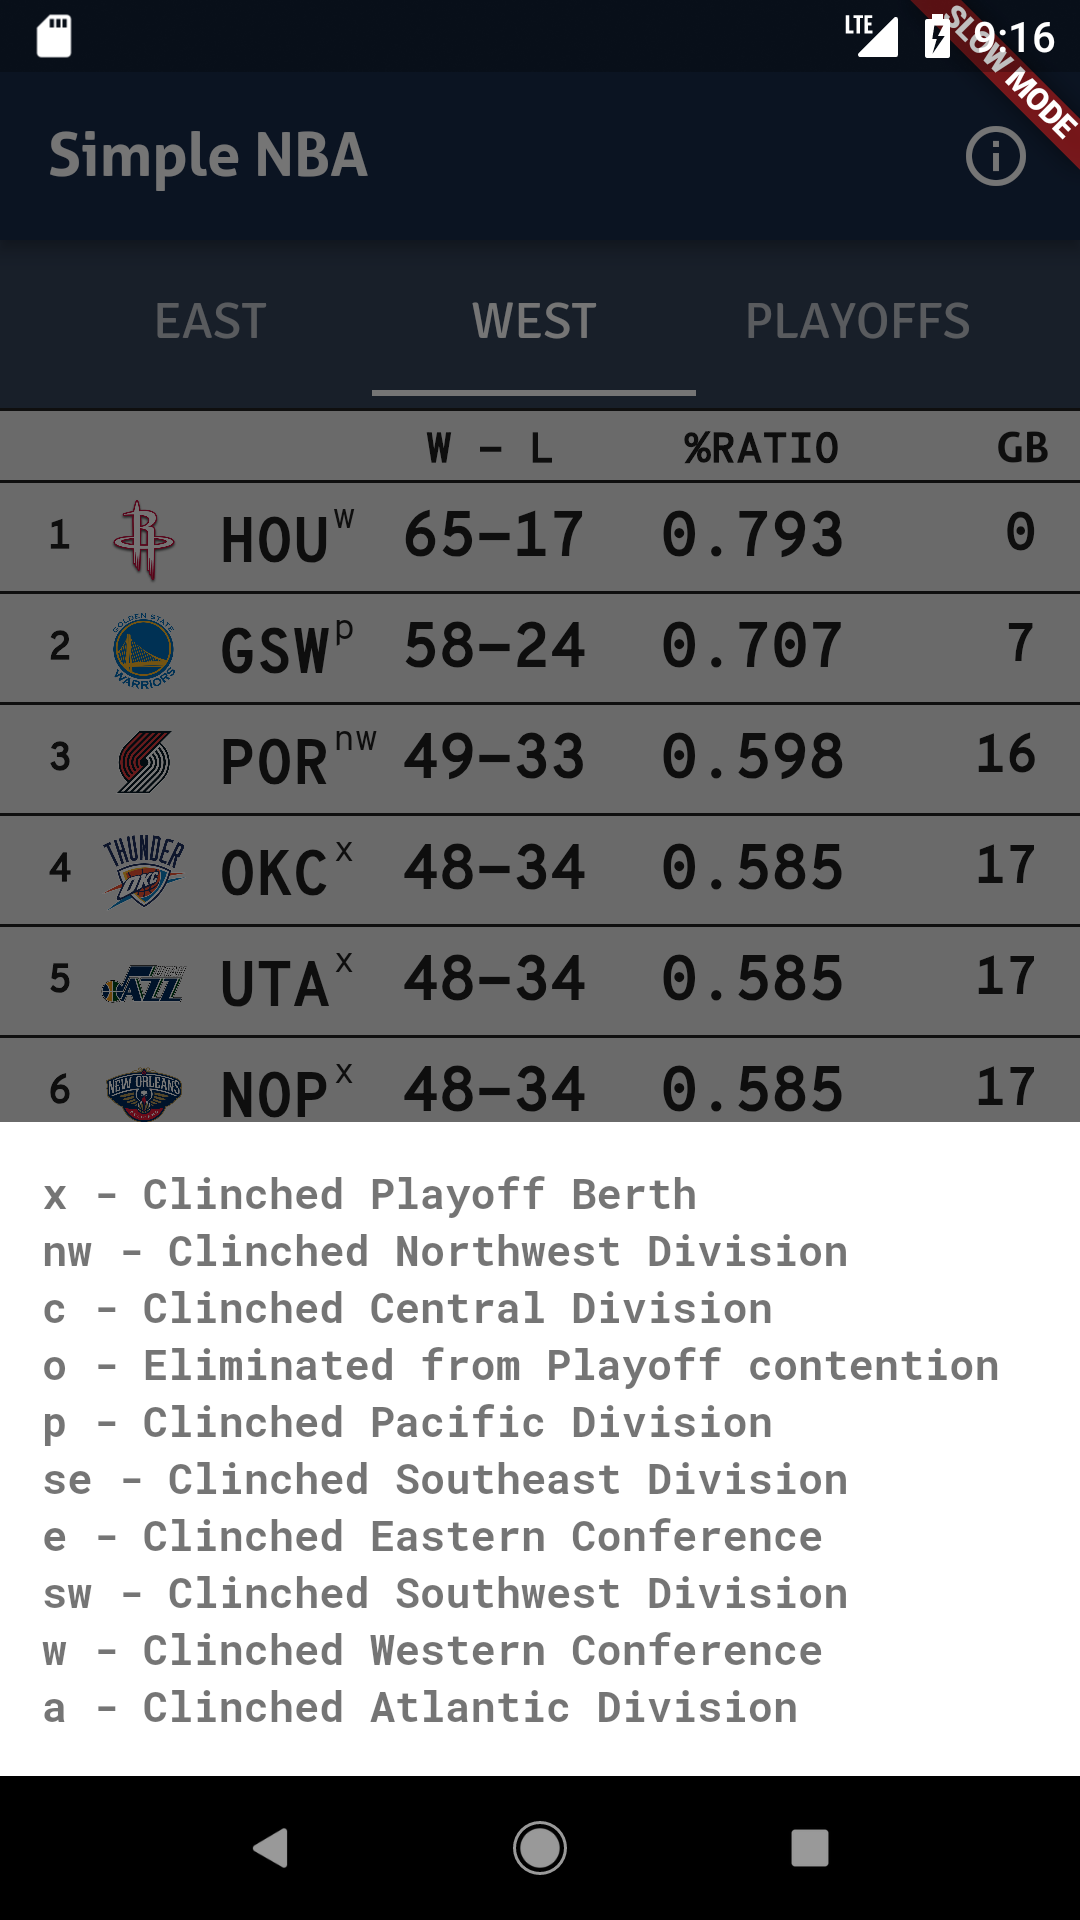 LTE 9:16
SLOW MODE
Simple NBA
EAST WEST PLAYOFFS
W - L %RATIO GB
1 HOU w 65-17 0.793 0
GOLDEN STATE WARRIORS
2 GSW p 58-24 0.707 7
3 POR nw 49-33 0.598 16
THUNDER OKC
4 OKC x 48-34 0.585 17
JAZZ
5 UTA x 48-34 0.585 17
NEW ORLEANS
6 NOP x 48-34 0.585 17
x - Clinched Playoff Berth
nw - Clinched Northwest Division
c - Clinched Central Division
o - Eliminated from Playoff contention
p - Clinched Pacific Division
se - Clinched Southeast Division
e - Clinched Eastern Conference
sw - Clinched Southwest Division
w - Clinched Western Conference
a - Clinched Atlantic Division